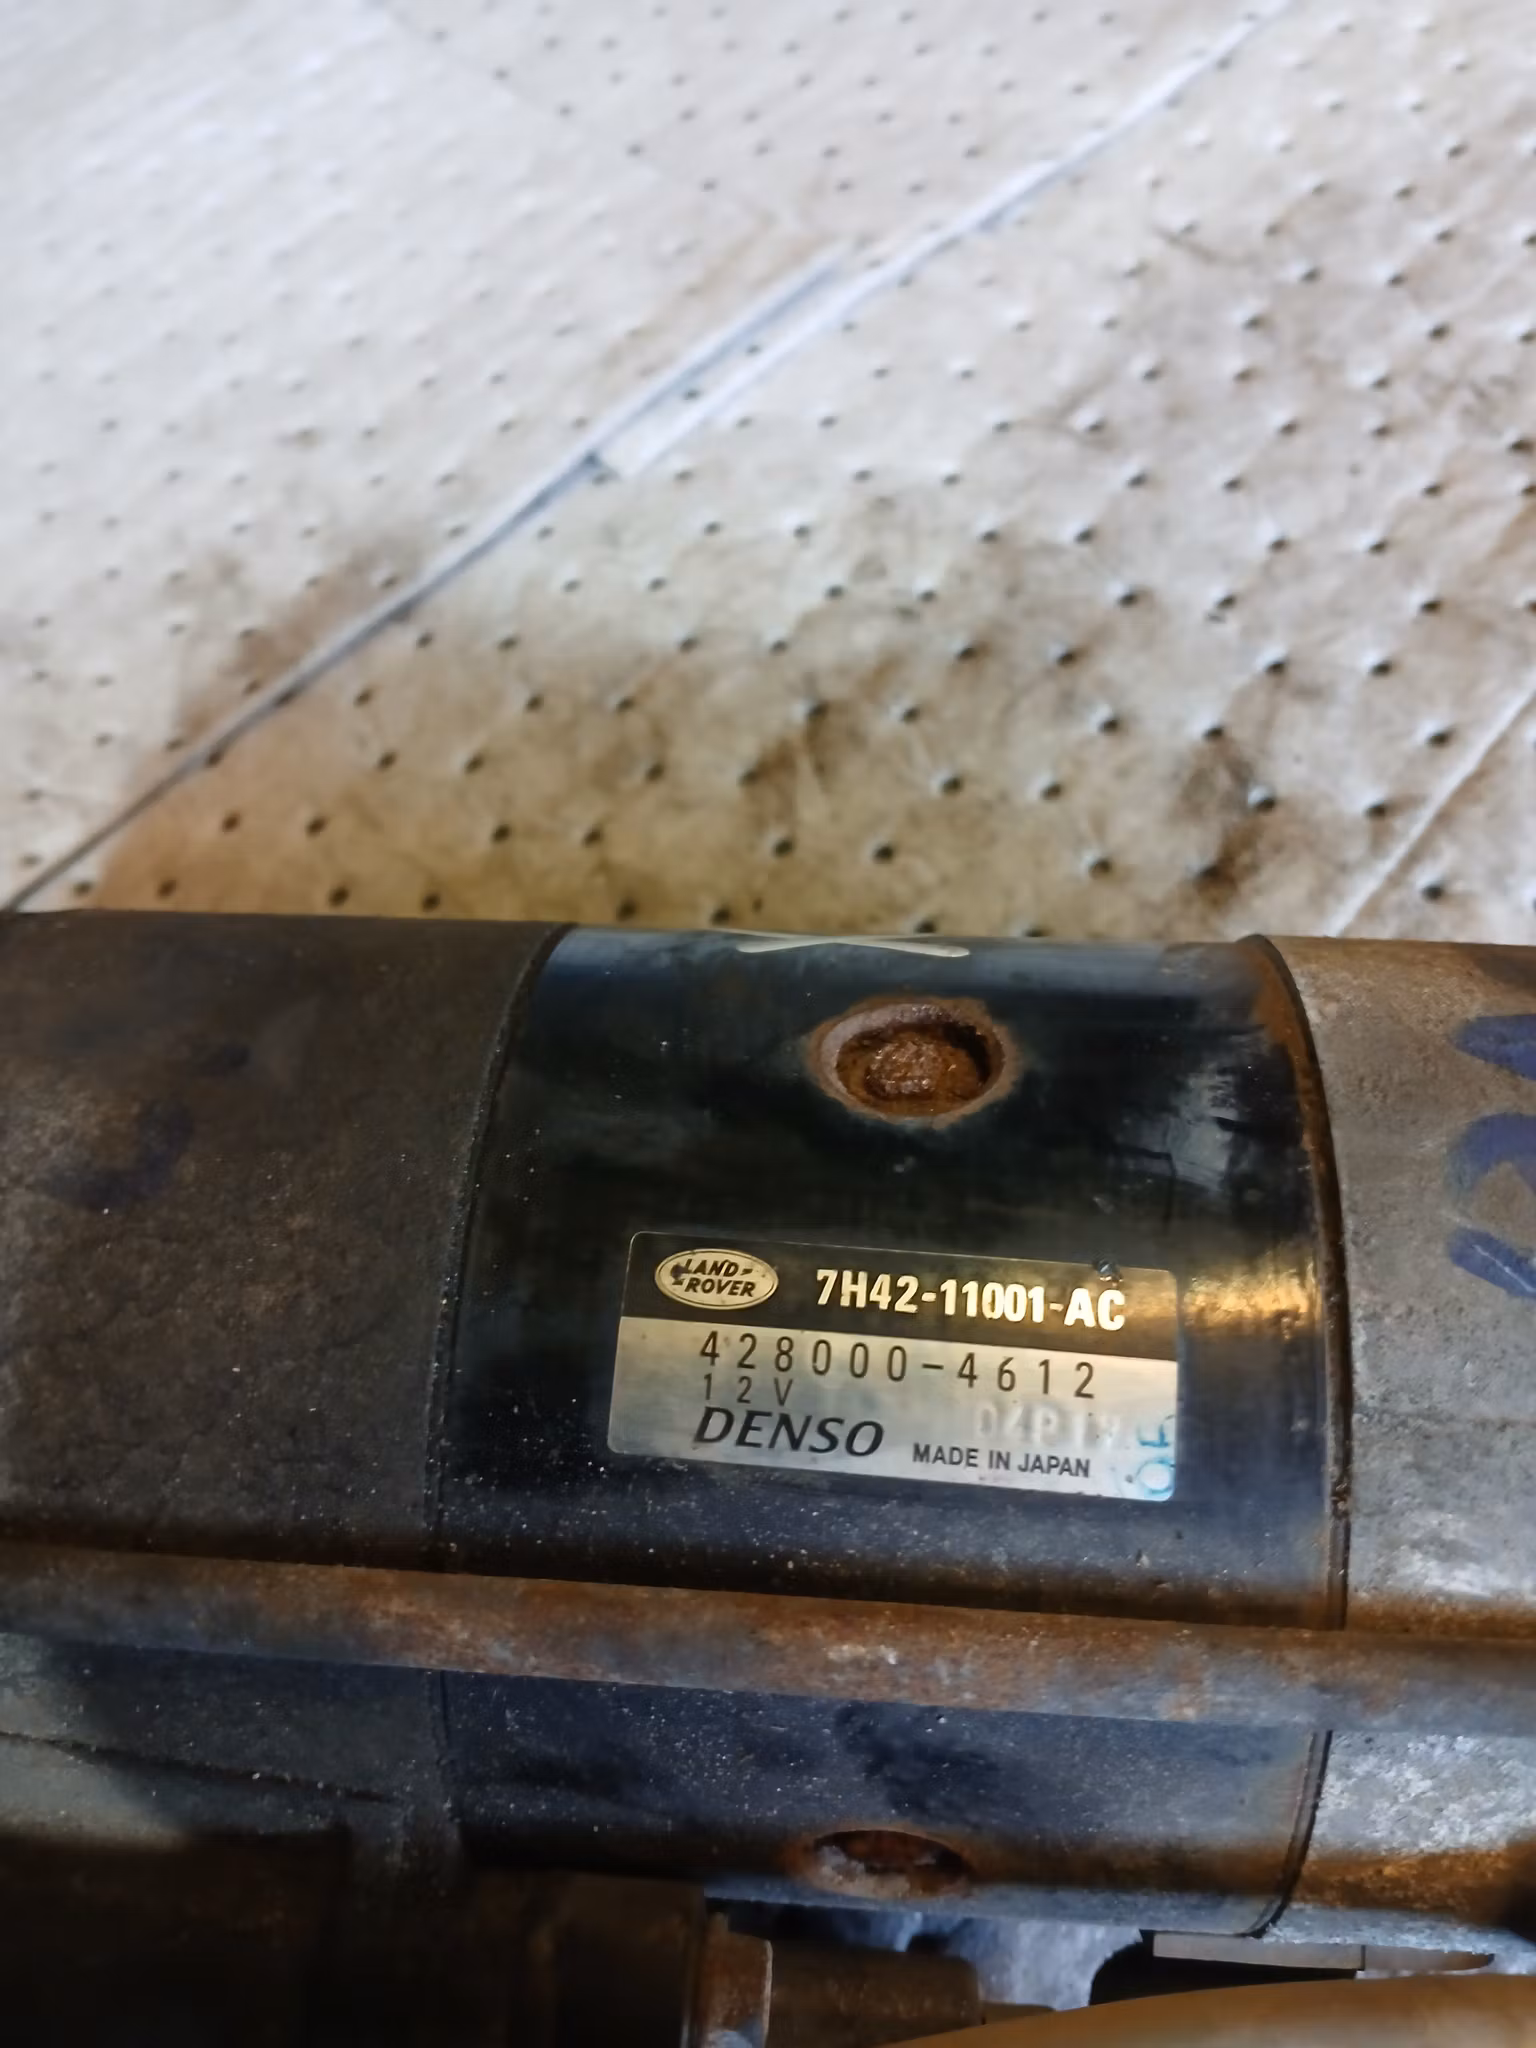 LAND-
ROVER
7H42-11001-AC
428000-4612
12V
DENSO
MADE IN JAPAN